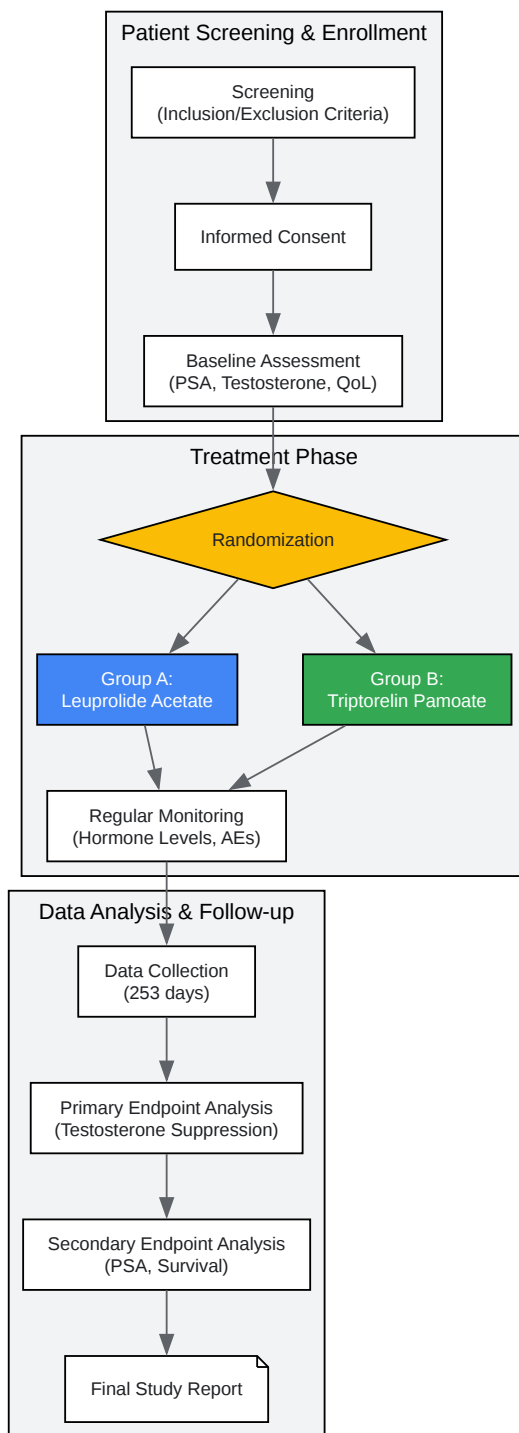 Patient Screening & Enrollment
Screening
(Inclusion/Exclusion Criteria)
Informed Consent
Baseline Assessment
(PSA, Testosterone, QoL)
Treatment Phase
Randomization
Group A:
Leuprolide Acetate
Group B:
Triptorelin Pamoate
Regular Monitoring
(Hormone Levels, AEs)
Data Analysis & Follow-up
Data Collection
(253 days)
Primary Endpoint Analysis
(Testosterone Suppression)
Secondary Endpoint Analysis
(PSA, Survival)
Final Study Report